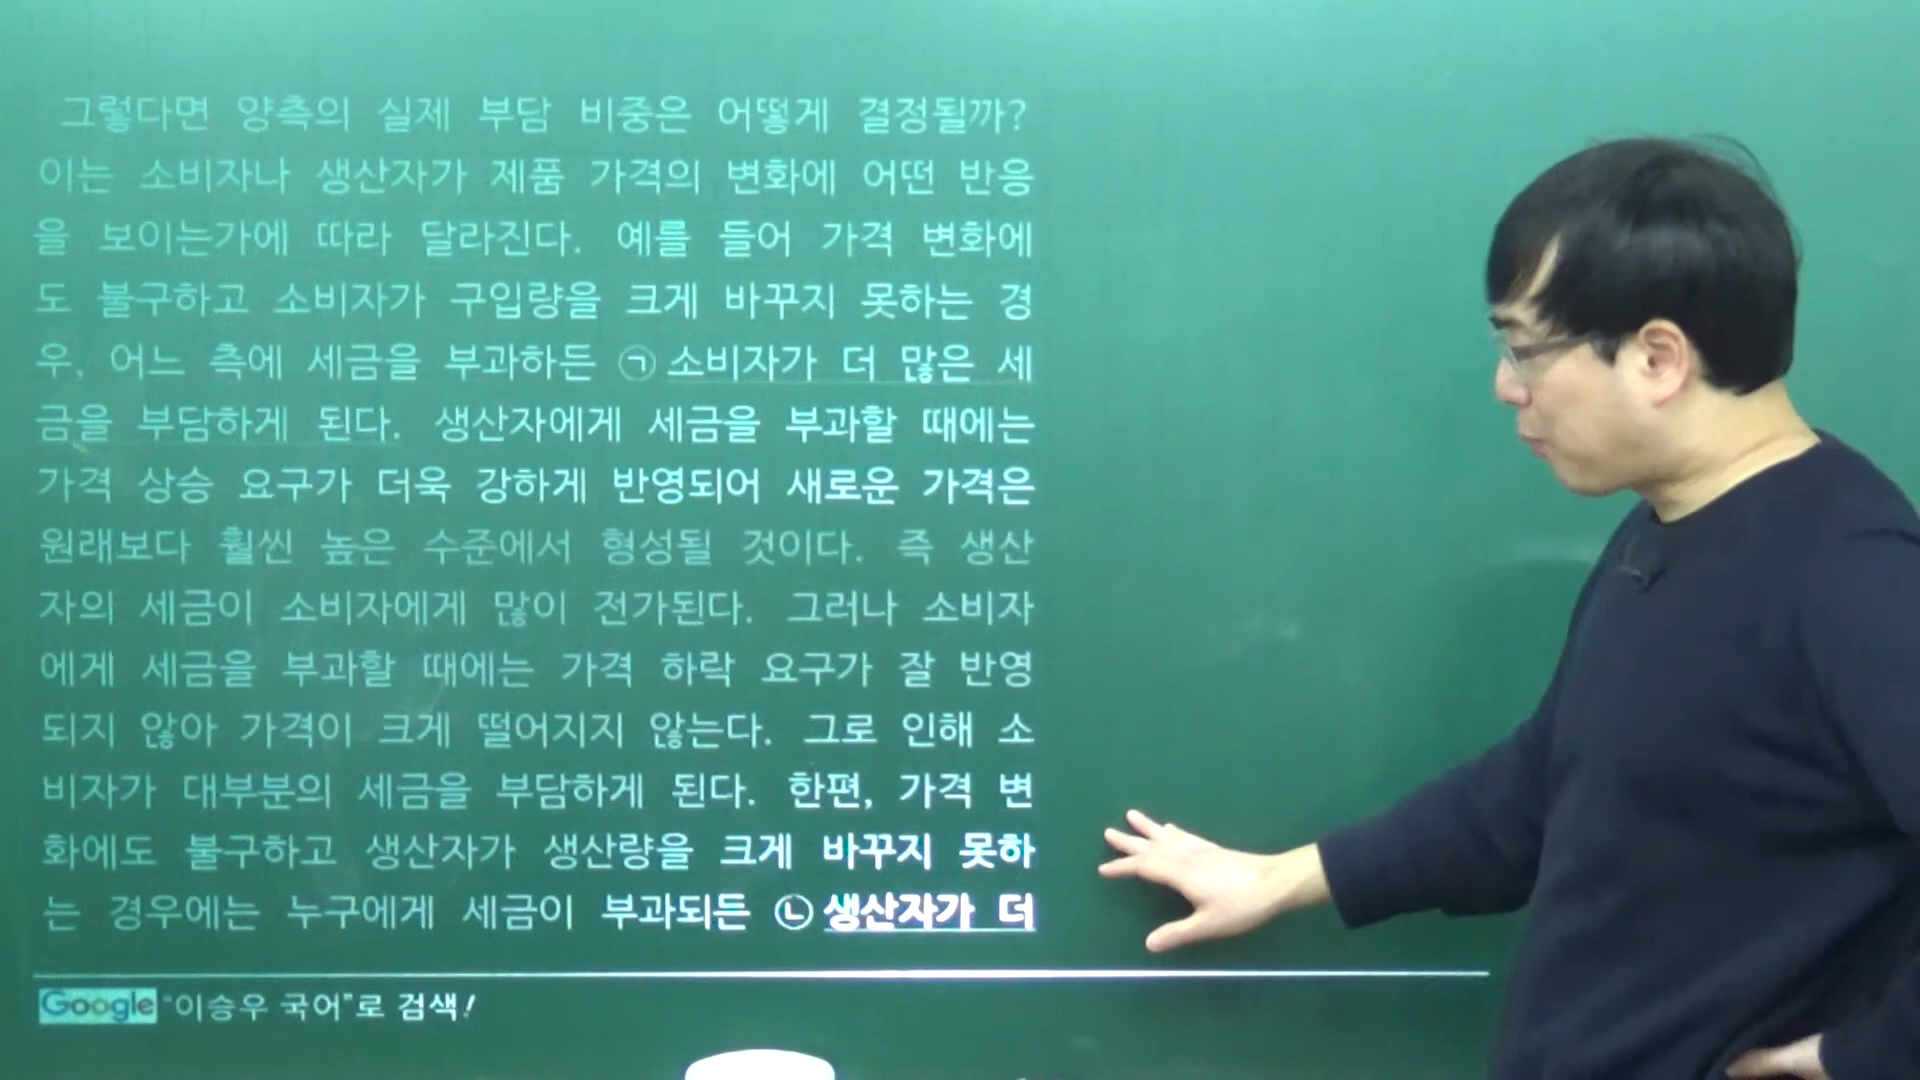 그렇다면 양측의 실제 부담 비중은 어떻게 결정될까?
이는 소비자나 생산자가 제품 가격의 변화에 어떤 반응
을 보이는가에 따라 달라진다. 예를 들어 가격 변화에
도 불구하고 소비자가 구입량을 크게 바꾸지 못하는 경
우, 어느 측에 세금을 부과하든 ㉠ 소비자가 더 많은 세
금을 부담하게 된다. 생산자에게 세금을 부과할 때에는
가격 상승 요구가 더욱 강하게 반영되어 새로운 가격은
원래보다 훨씬 높은 수준에서 형성될 것이다. 즉 생산
자의 세금이 소비자에게 많이 전가된다. 그러나 소비자
에게 세금을 부과할 때에는 가격 하락 요구가 잘 반영
되지 않아 가격이 크게 떨어지지 않는다. 그로 인해 소
비자가 대부분의 세금을 부담하게 된다. 한편, 가격 변
화에도 불구하고 생산자가 생산량을 크게 바꾸지 못하
는 경우에는 누구에게 세금이 부과되든 ㉡ 생산자가 더
Google "이승우 국어"로 검색!